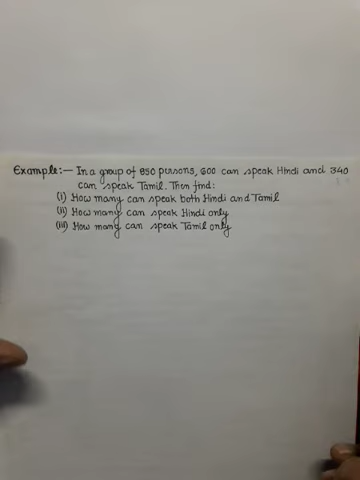 Example:— In a group of 850 persons, 600 can speak Hindi and 340
can speak Tamil. Then find:
(i) How many can speak both Hindi and Tamil
(ii) How many can speak Hindi only
(iii) How many can speak Tamil only